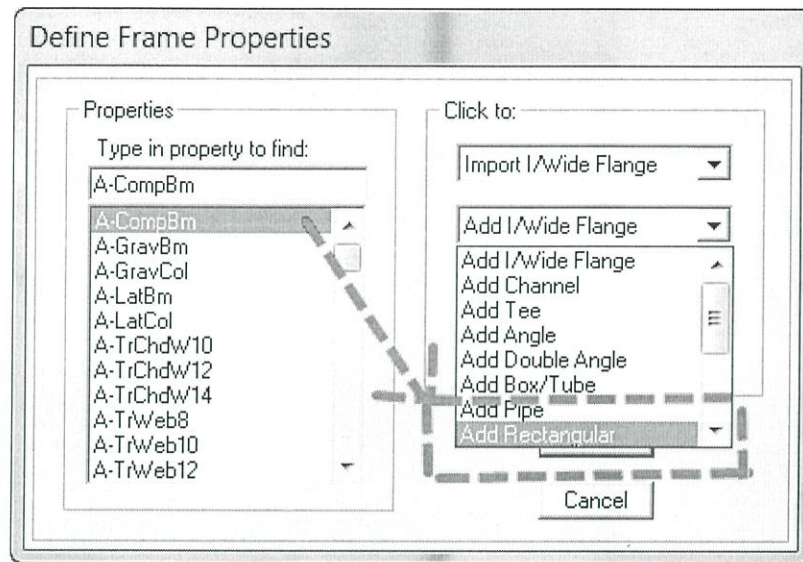 Define Frame Properties
Properties
Type in property to find:
A-CompBm
A-CompBm
A-GravBm
A-GravCol
A-LatBm
A-LatCol
A-TrChdW10
A-TrChdW12
A-TrChdW14
A-TrWeb8
A-TrWeb10
A-TrWeb12
Click to:
Import I/Wide Flange
Add I/Wide Flange
Add I/Wide Flange
Add Channel
Add Tee
Add Angle
Add Double Angle
Add Box/Tube
Add Pipe
Add Rectangular
Cancel